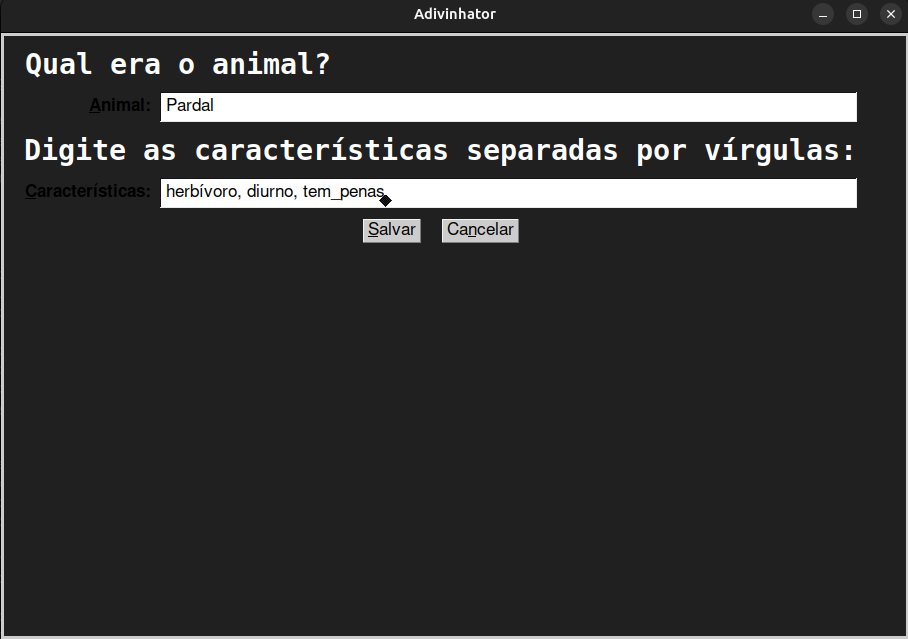 Adivinhator
Qual era o animal?
Animal: Pardal
Digite as características separadas por vírgulas:
Características: herbívoro, diurno, tem_penas
Salvar Cancelar